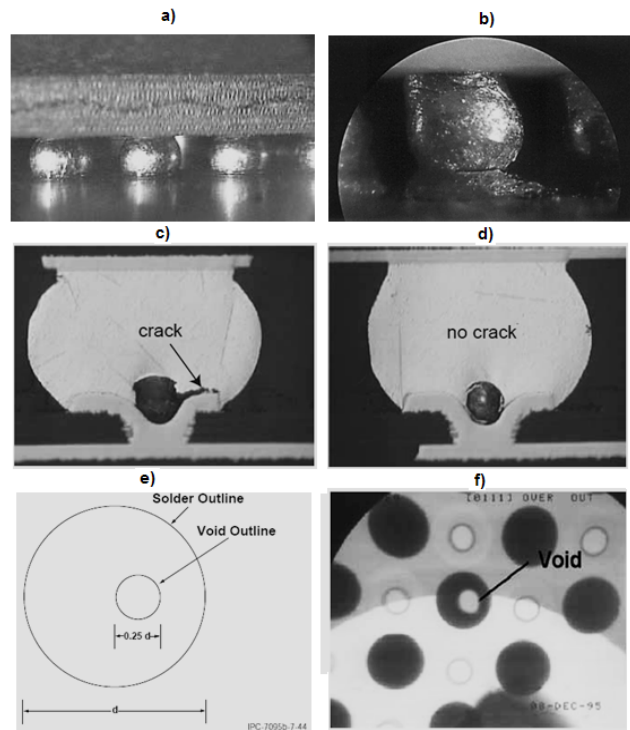 a)
b)
c)
d)
crack
no crack
e)
f)
Solder Outline
Void Outline
0.25 d
d
IPC-7095b-7-44
[0111] OVER OUT
Void
08-DEC-95